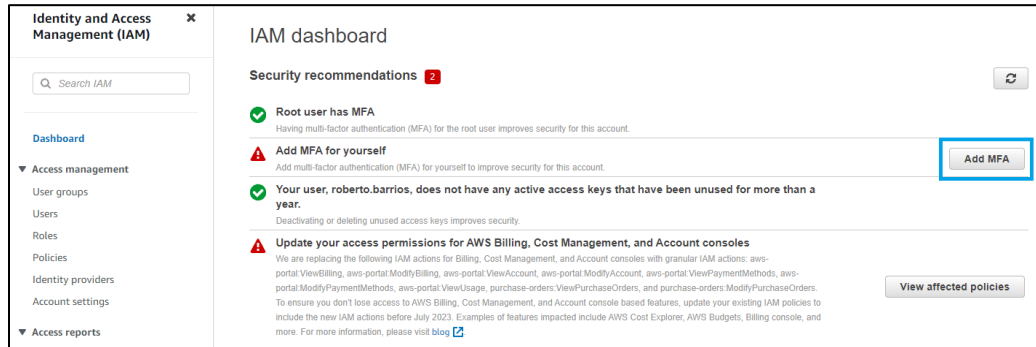 Identity and Access
Management (IAM)
Search IAM
Dashboard
Access management
User groups
Users
Roles
Policies
Identity providers
Account settings
Access reports
IAM dashboard
Security recommendations 2
Root user has MFA
Having multi-factor authentication (MFA) for the root user improves security for this account.
Add MFA for yourself
Add multi-factor authentication (MFA) for yourself to improve security for this account.
Add MFA
Your user, roberto.barrios, does not have any active access keys that have been unused for more than a
year.
Deactivating or deleting unused access keys improves security.
Update your access permissions for AWS Billing, Cost Management, and Account consoles
We are replacing the following IAM actions for Billing, Cost Management, and Account consoles with granular IAM actions: aws-
portal:ViewBilling, aws-portal:ModifyBilling, aws-portal:ViewAccount, aws-portal:ModifyAccount, aws-portal:ViewPaymentMethods, aws-
portal:ModifyPaymentMethods, aws-portal:ViewUsage, purchase-orders:ViewPurchaseOrders, and purchase-orders:ModifyPurchaseOrders.
To ensure you don't lose access to AWS Billing, Cost Management, and Account console based features, update your existing IAM policies to
include the new IAM actions before July 2023. Examples of features impacted include AWS Cost Explorer, AWS Budgets, Billing console, and
more. For more information, please visit blog
View affected policies